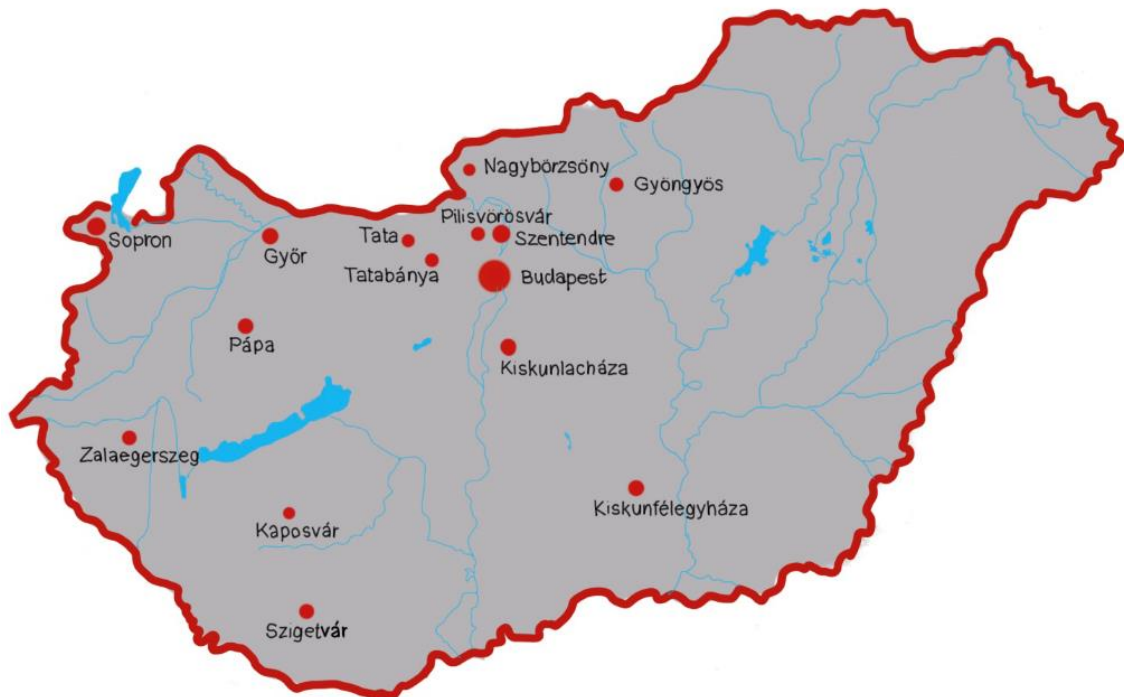 Nagybörzsöny
Gyöngyös
Pilisvörösvár
Sopron
Győr
Tata
Szentendre
Tatabánya
Budapest
Pápa
Kiskunlacháza
Zalaegerszeg
Kiskunfélegyháza
Kaposvár
Szigetvár